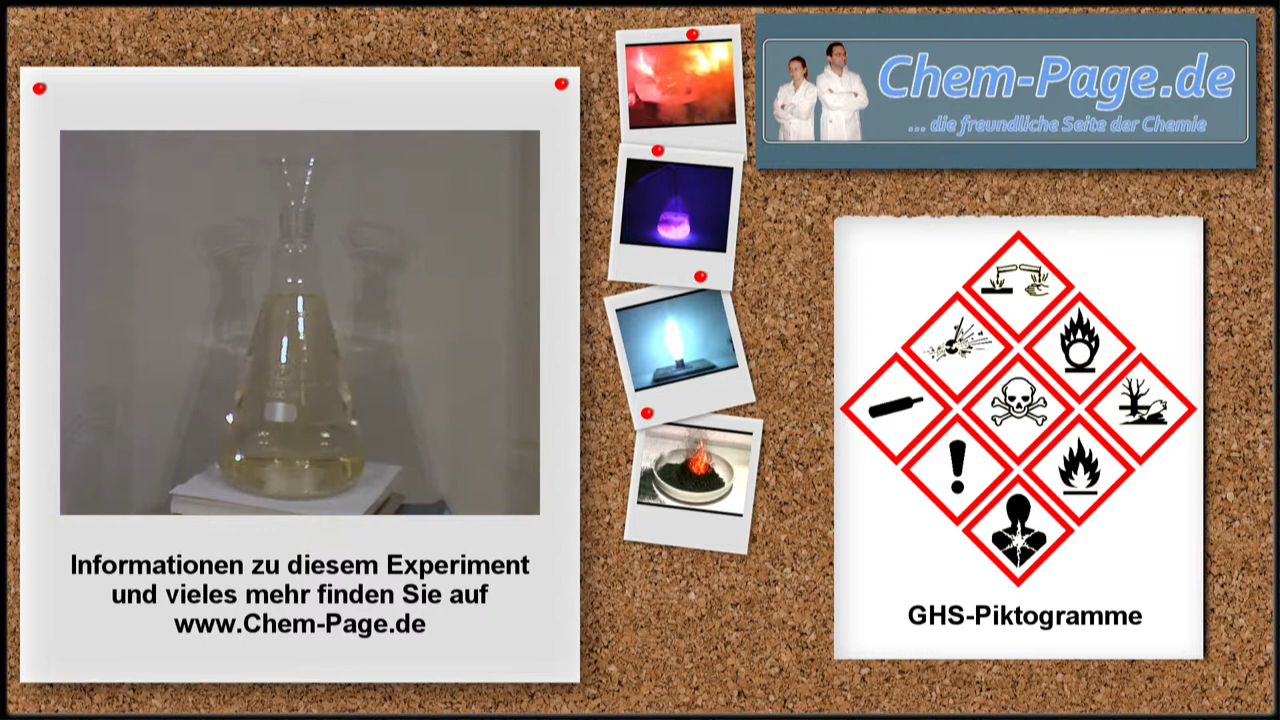 Chem-Page.de
... die freundliche Seite der Chemie
Informationen zu diesem Experiment
und vieles mehr finden Sie auf
www.Chem-Page.de
GHS-Piktogramme